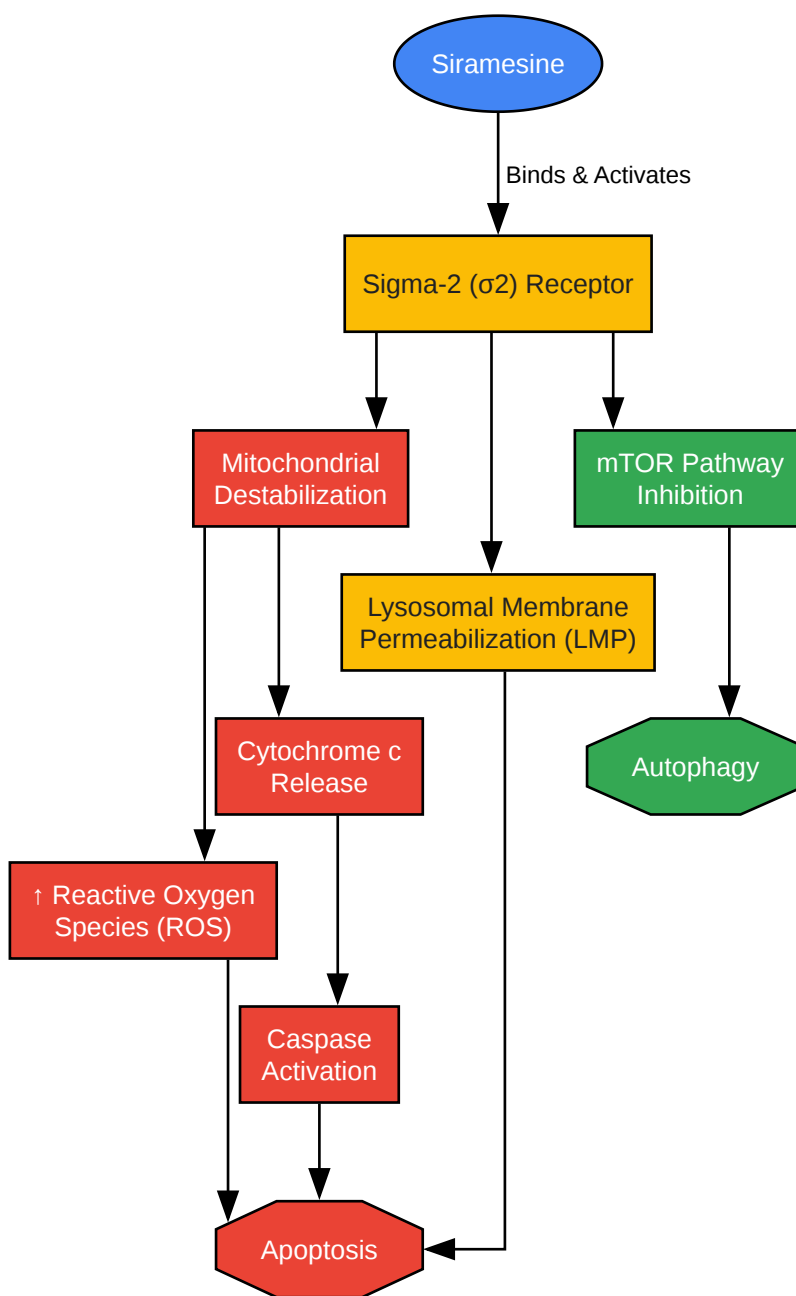 Siramesine
Binds & Activates
Sigma-2 (σ2) Receptor
Mitochondrial
Destabilization
mTOR Pathway
Inhibition
Lysosomal Membrane
Permeabilization (LMP)
Cytochrome c
Release
Autophagy
↑ Reactive Oxygen
Species (ROS)
Caspase
Activation
Apoptosis